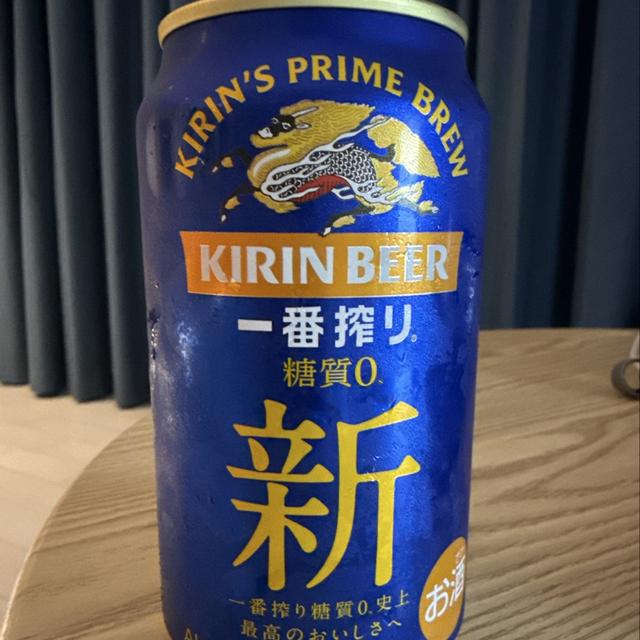 KIRIN'S PRIME BREW
KIRIN BEER
一番搾り®
糖質0※
新
一番搾り糖質0※史上
最高のおいしさへ
お酒